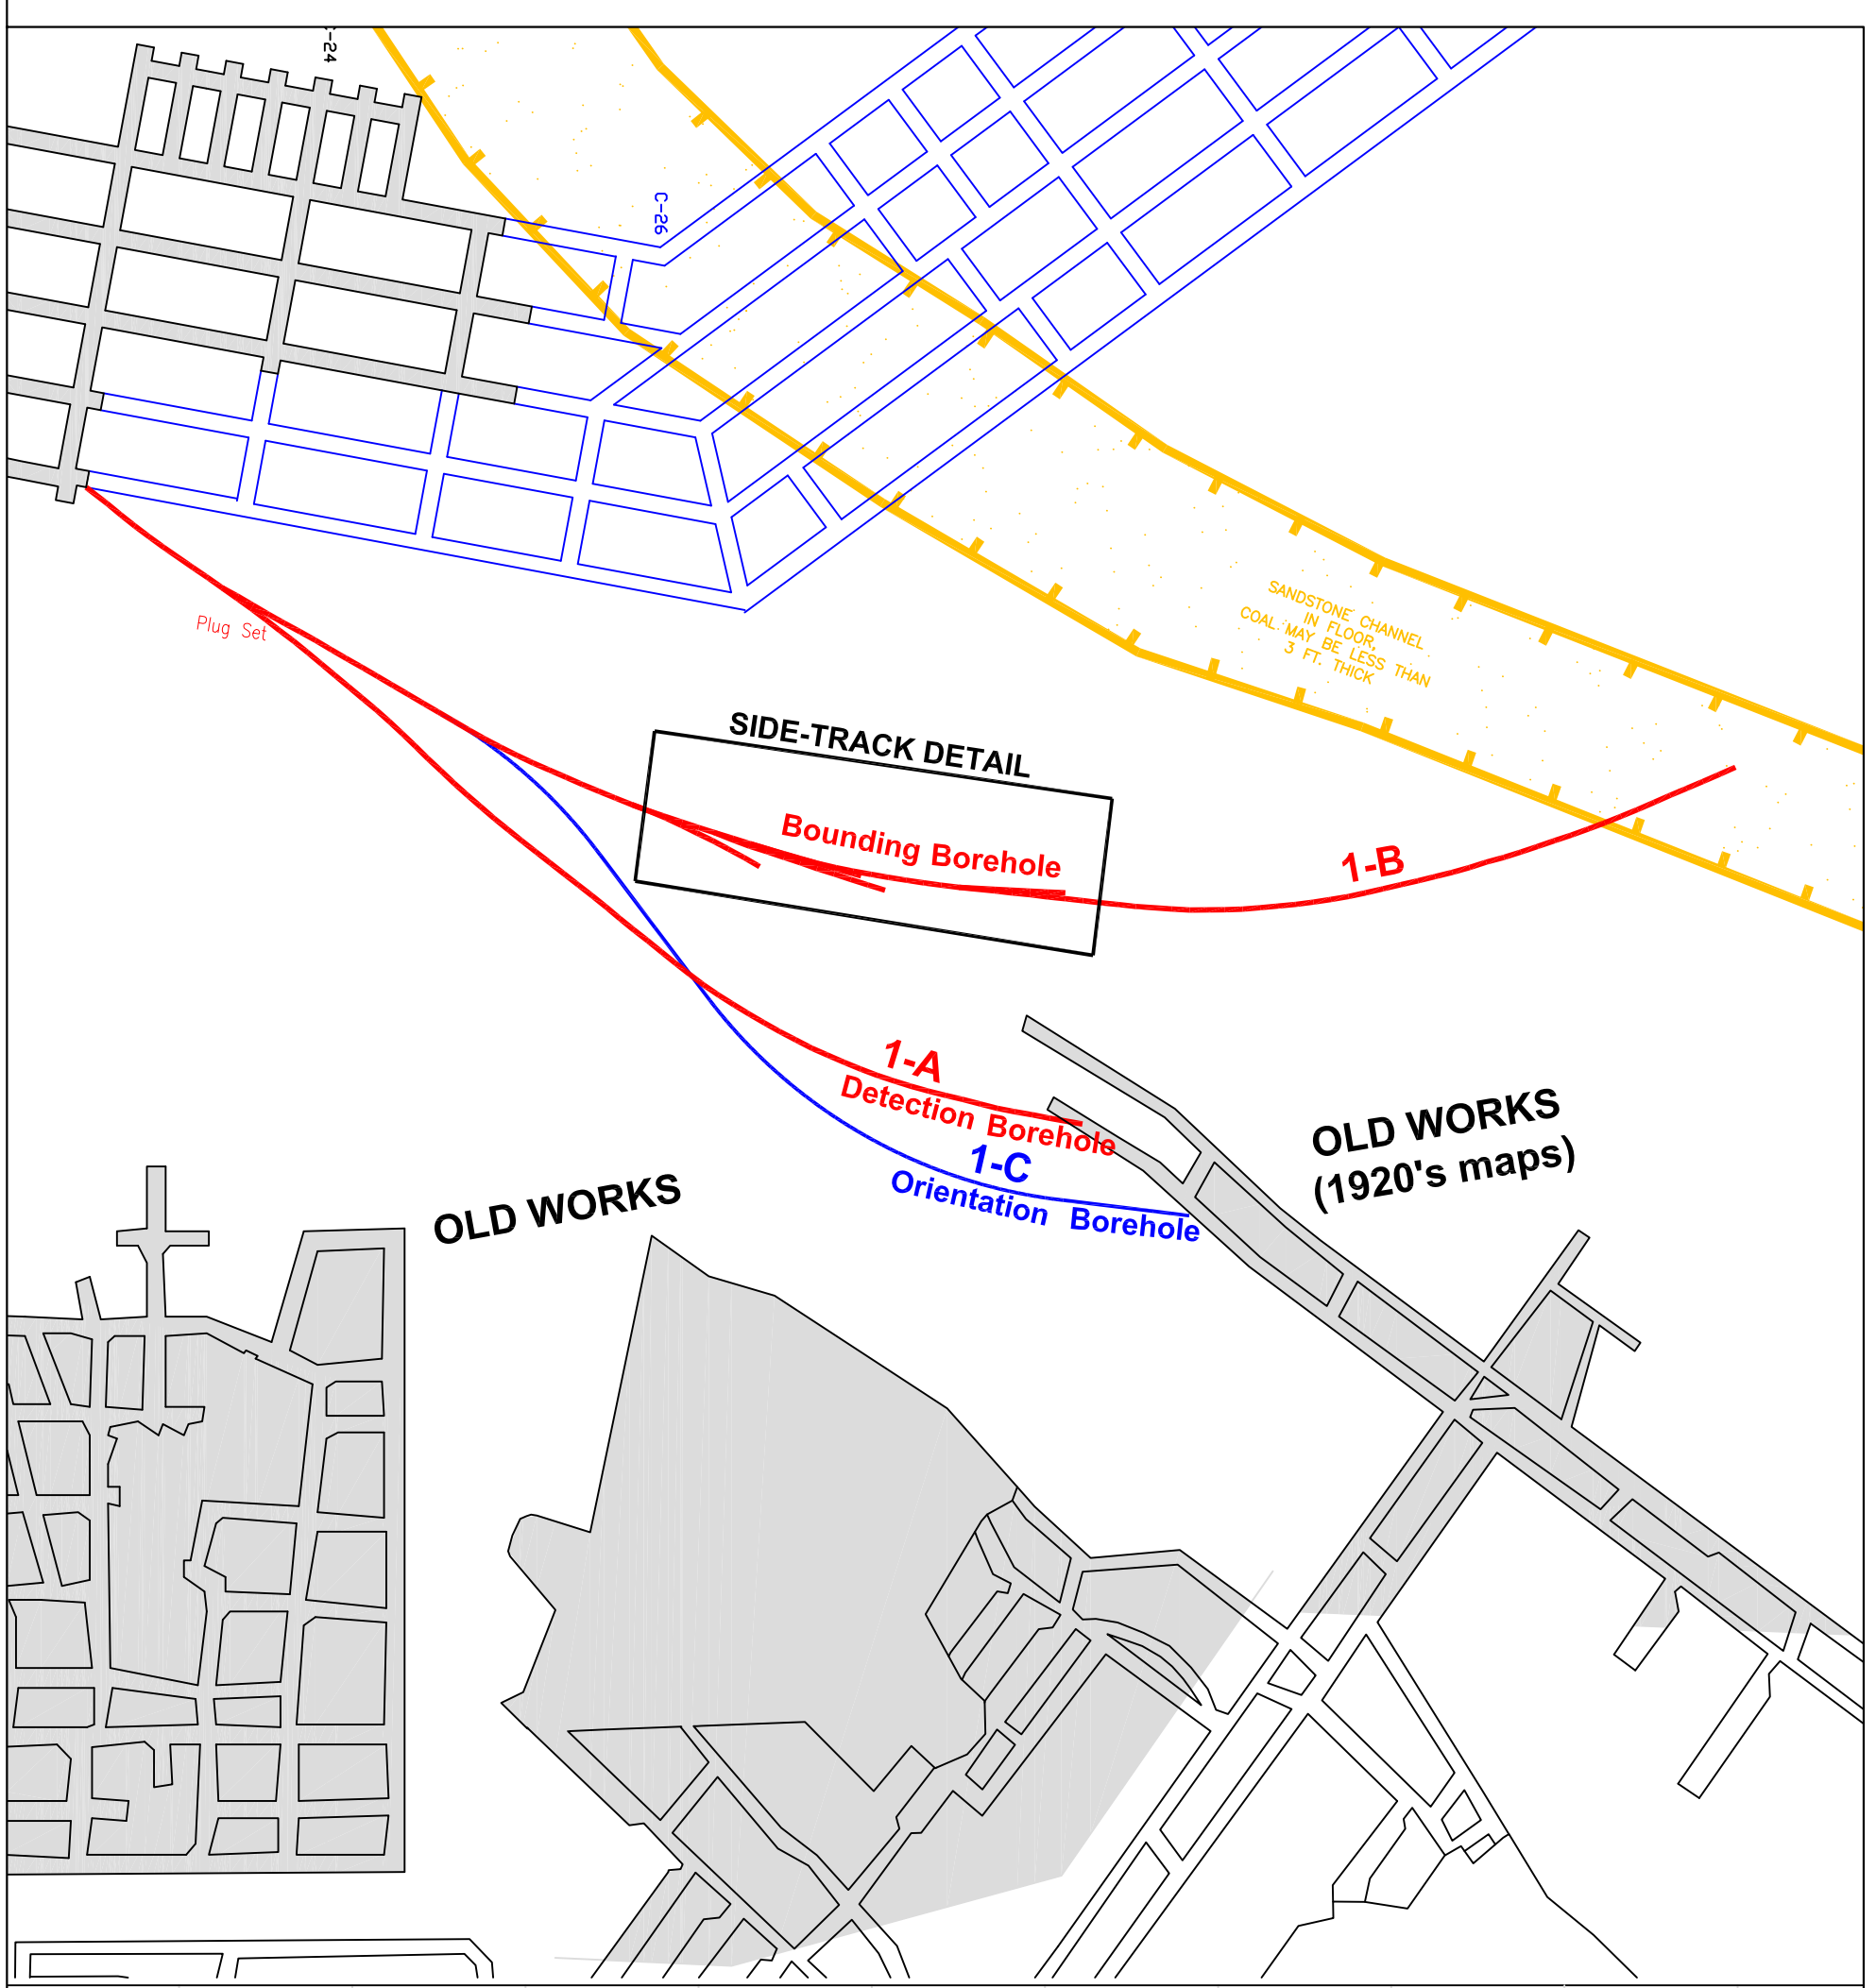 -24
C-26
SANDSTONE CHANNEL
IN FLOOR,
COAL MAY BE LESS THAN
3 FT. THICK
Plug Set
SIDE-TRACK DETAIL
Bounding Borehole
1-B
1-A
Detection Borehole
1-C
Orientation Borehole
OLD WORKS
(1920's maps)
OLD WORKS